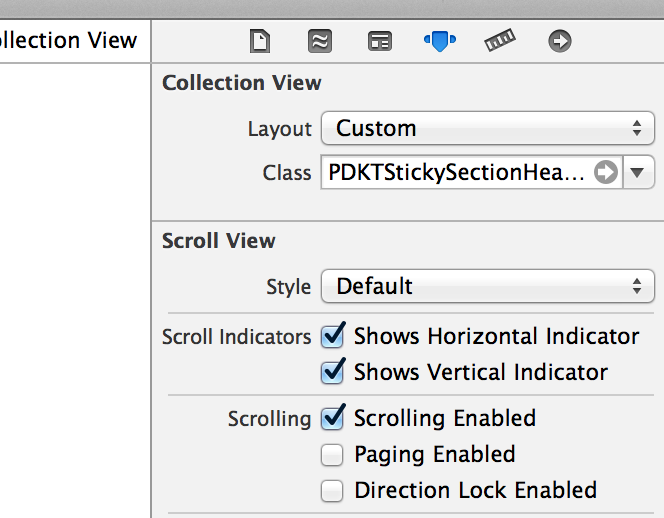 ollection View
Collection View
Layout Custom
Class PDKTStickySectionHea...
Scroll View
Style Default
Scroll Indicators Shows Horizontal Indicator
Shows Vertical Indicator
Scrolling Scrolling Enabled
Paging Enabled
Direction Lock Enabled